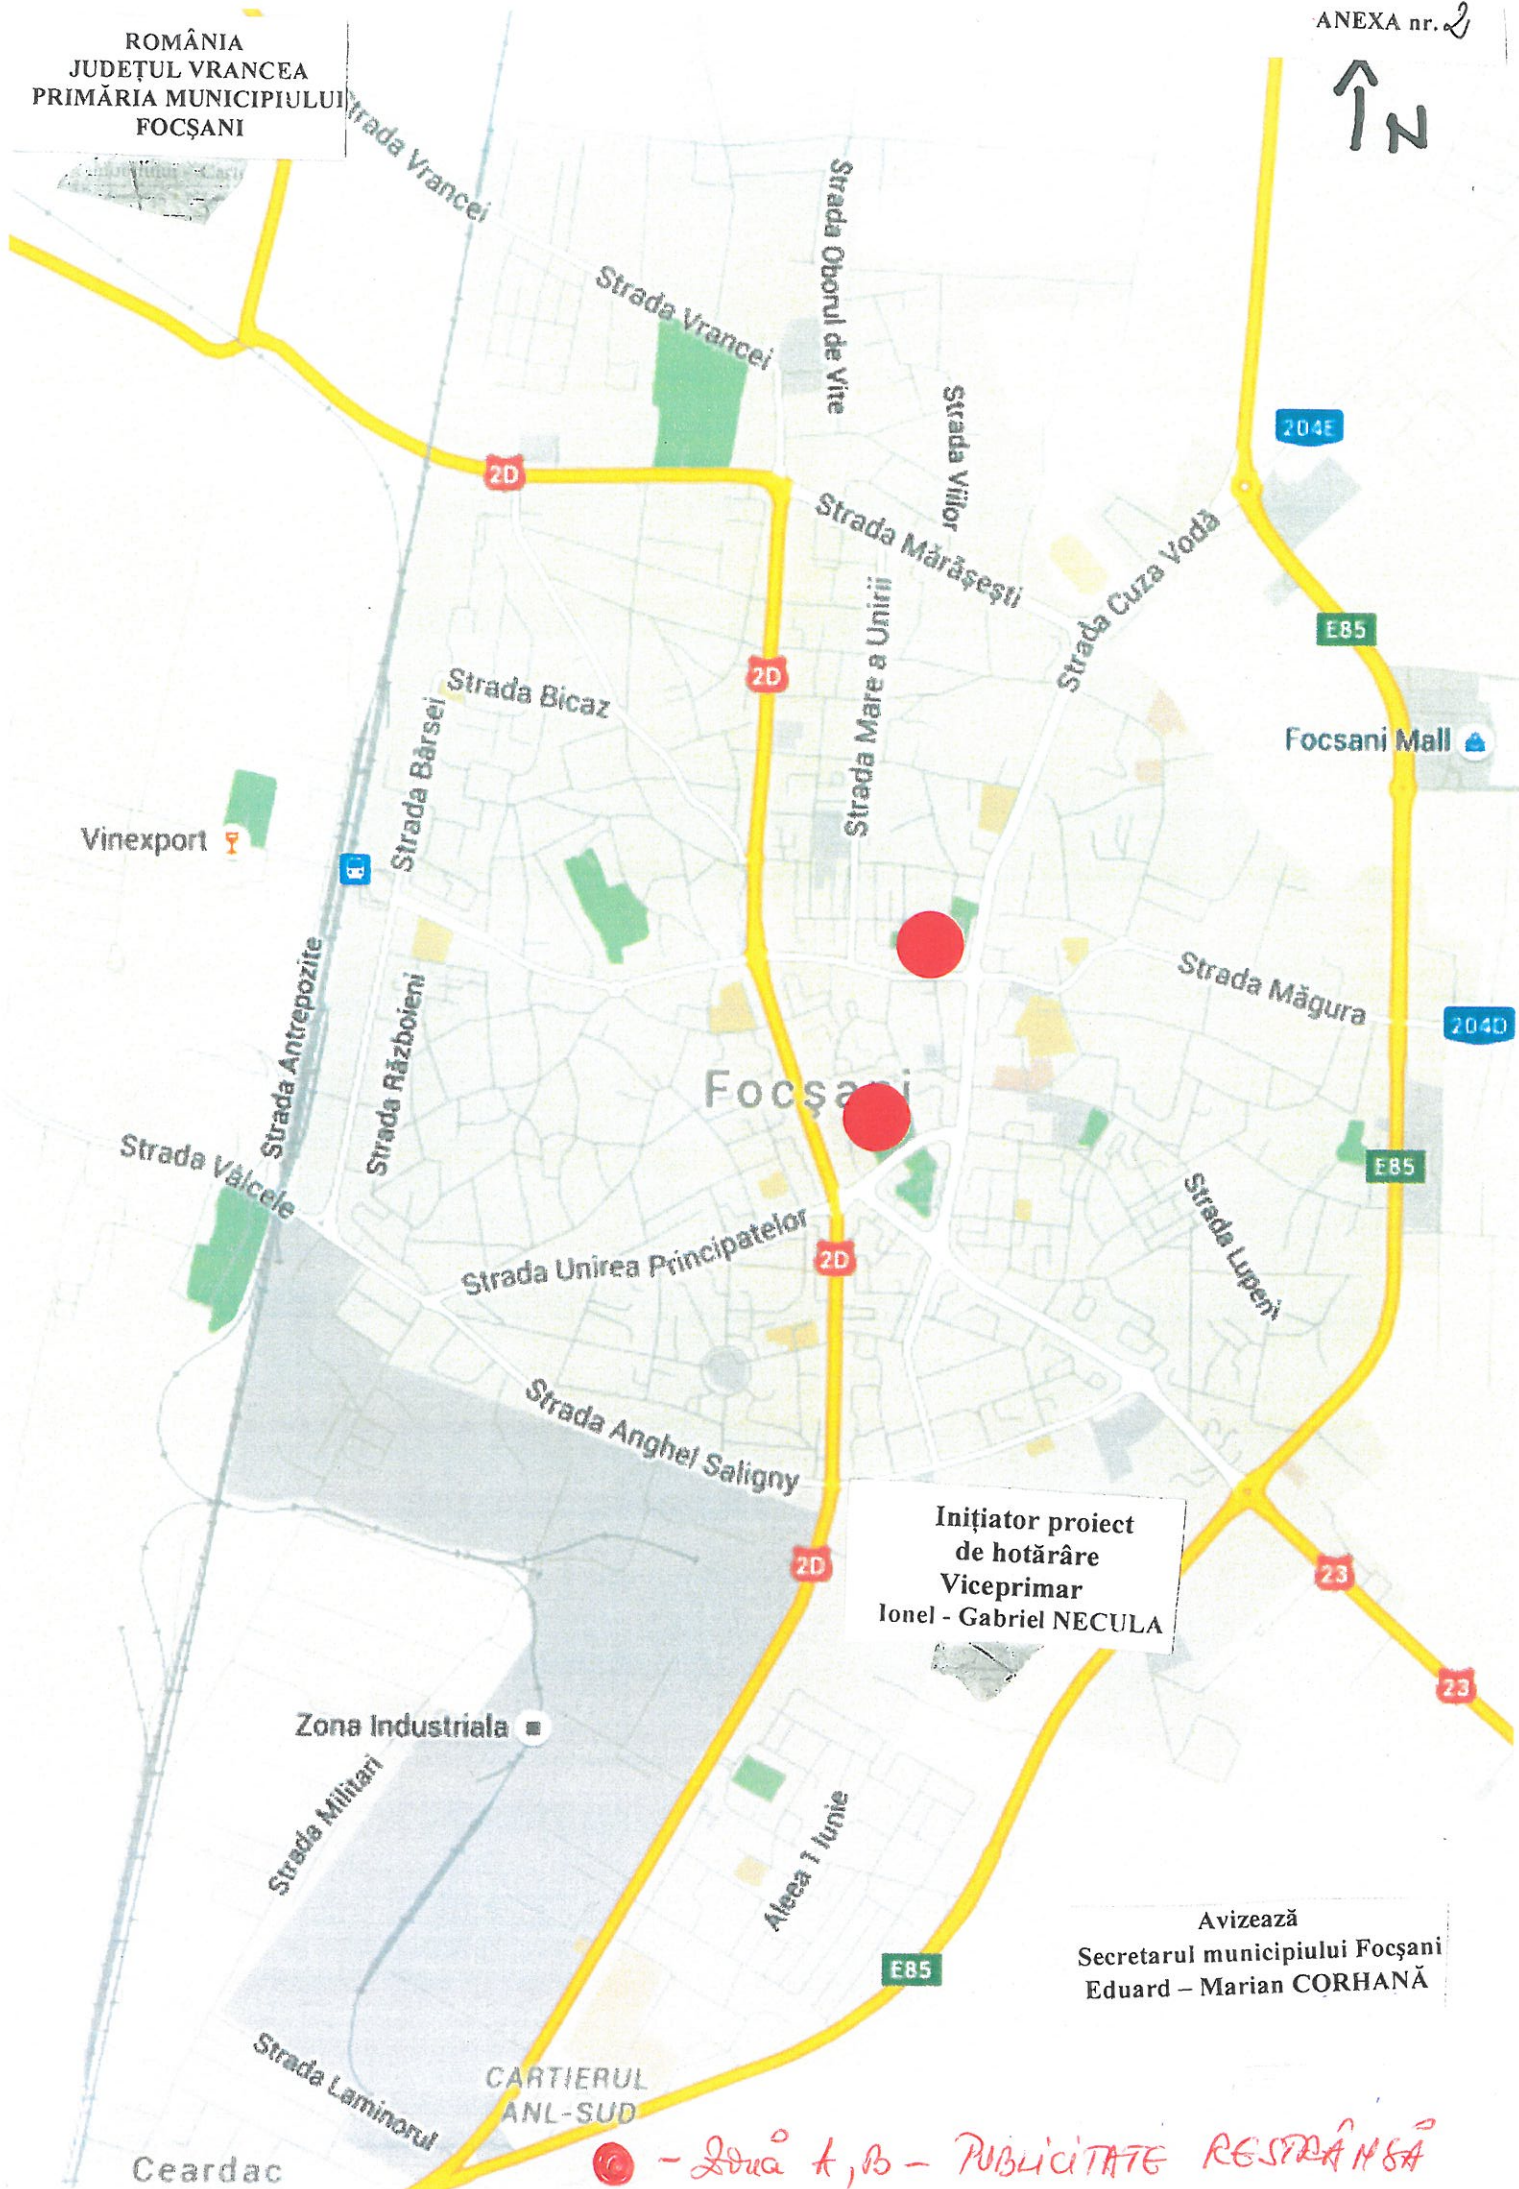 ANEXA nr. 2
ROMÂNIA
JUDEȚUL VRANCEA
PRIMĂRIA MUNICIPIULUI
FOCȘANI
N
Strada Vrancei
Strada Oborul de Vite
Strada Vrancei
Strada Viilor
204E
2D
Strada Mărășești
Strada Cuza Vodă
E85
Strada Mare a Unirii
2D
Strada Bicaz
Strada Bârsei
Focsani Mall
Vinexport
Strada Antrepozite
Strada Războieni
Strada Măgura
204D
Focșani
Strada Vâlcele
E85
Strada Lupeni
Strada Unirea Principatelor
2D
Strada Anghel Saligny
Inițiator proiect
de hotărâre
Viceprimar
Ionel - Gabriel NECULA
2D
23
23
Zona Industriala
Strada Militari
Aleea 1 Iunie
Avizează
Secretarul municipiului Focșani
Eduard – Marian CORHANĂ
E85
Strada Laminorul
CARTIERUL
ANL-SUD
Ceardac
- Zonă A, B - PUBLICITATE RESTRÂNSĂ